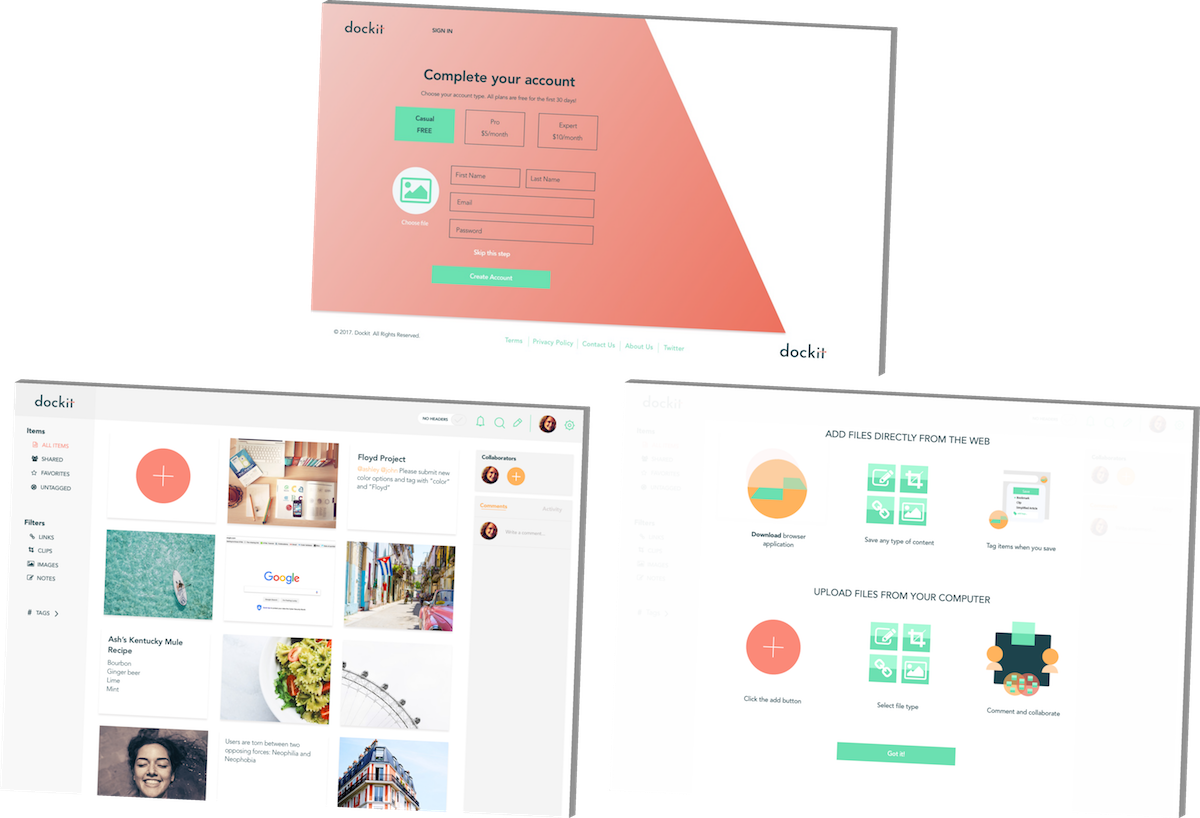 dockit
SIGN IN
Complete your account
Choose your account type. All plans are free for the first 30 days!
Casual
FREE
Pro
$5/month
Expert
$10/month
First Name
Last Name
Email
Choose file
Password
Skip this step
Create Account
© 2017. Dockit. All Rights Reserved.
Terms
Privacy Policy
Contact Us
About Us
Twitter
dockit
dockit
NO HEADERS
Items
ALL ITEMS
SHARED
FAVORITES
UNTAGGED
Filters
LINKS
CLIPS
IMAGES
NOTES
# TAGS
Floyd Project
@ashley @john Please submit new
color options and tag with "color"
and "Floyd"
Collaborators
Comments
Activity
Write a comment...
Google
Ash's Kentucky Mule
Recipe
Bourbon
Ginger beer
Lime
Mint
Users are torn between two
opposing forces: Neophilia and
Neophobia
dockit
ADD FILES DIRECTLY FROM THE WEB
Download browser
application
Save any type of content
Tag items when you save
UPLOAD FILES FROM YOUR COMPUTER
Click the add button
Select file type
Comment and collaborate
Got it!